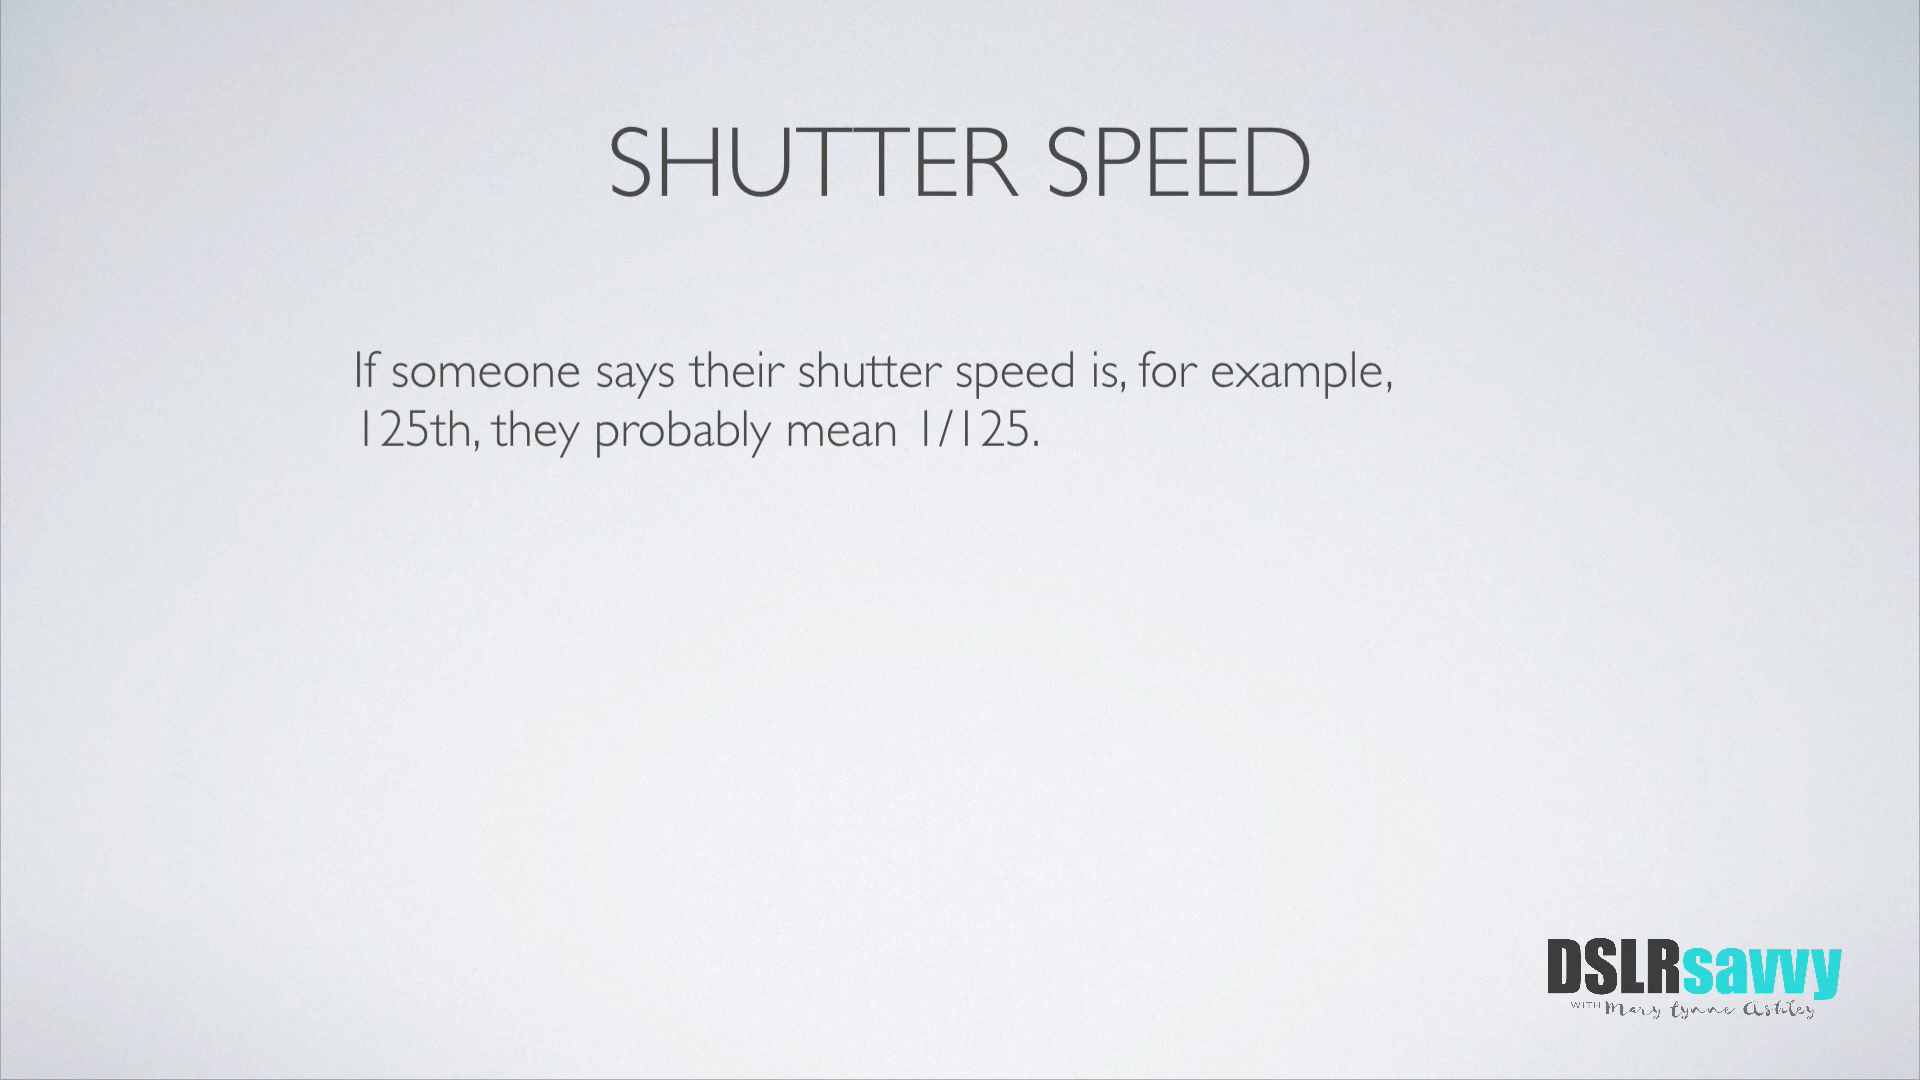 SHUTTER SPEED
If someone says their shutter speed is, for example,
125th, they probably mean 1/125.
DSLRsavvy
WITH Mary Lynne Ashley